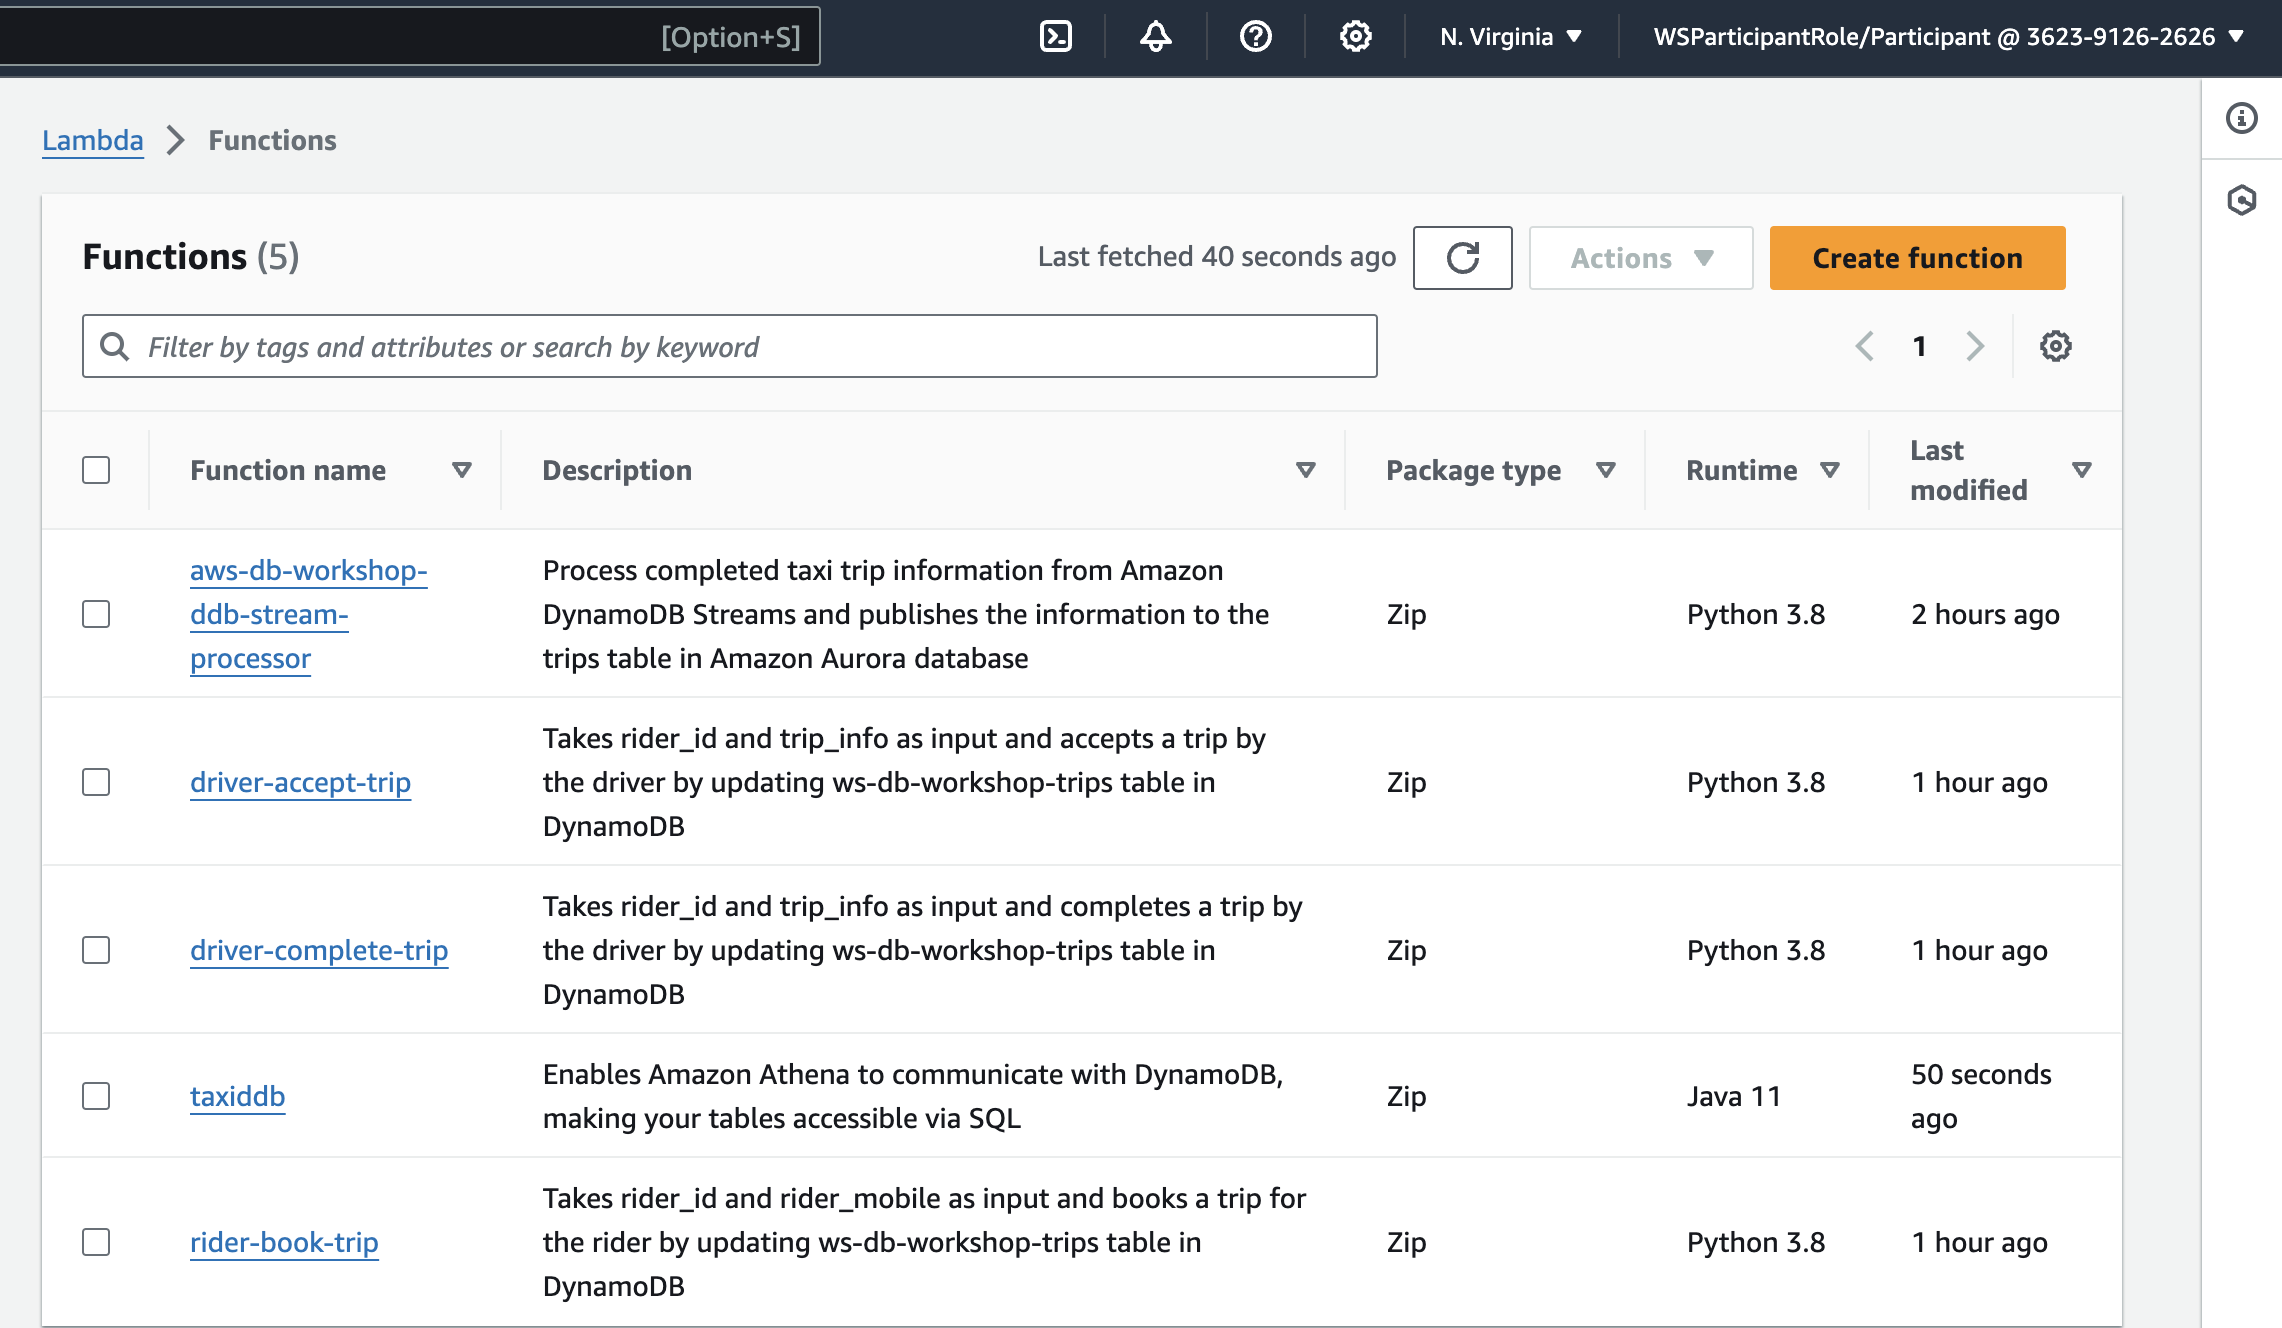 [Option+S]
N. Virginia
WSParticipantRole/Participant @ 3623-9126-2626
Lambda
Functions
Functions (5)
Last fetched 40 seconds ago
Actions
Create function
Filter by tags and attributes or search by keyword
1
Function name
Description
Package type
Runtime
Last
modified
aws-db-workshop-
ddb-stream-
processor
Process completed taxi trip information from Amazon
DynamoDB Streams and publishes the information to the
trips table in Amazon Aurora database
Zip
Python 3.8
2 hours ago
driver-accept-trip
Takes rider_id and trip_info as input and accepts a trip by
the driver by updating ws-db-workshop-trips table in
DynamoDB
Zip
Python 3.8
1 hour ago
driver-complete-trip
Takes rider_id and trip_info as input and completes a trip by
the driver by updating ws-db-workshop-trips table in
DynamoDB
Zip
Python 3.8
1 hour ago
taxiddb
Enables Amazon Athena to communicate with DynamoDB,
making your tables accessible via SQL
Zip
Java 11
50 seconds
ago
rider-book-trip
Takes rider_id and rider_mobile as input and books a trip for
the rider by updating ws-db-workshop-trips table in
DynamoDB
Zip
Python 3.8
1 hour ago